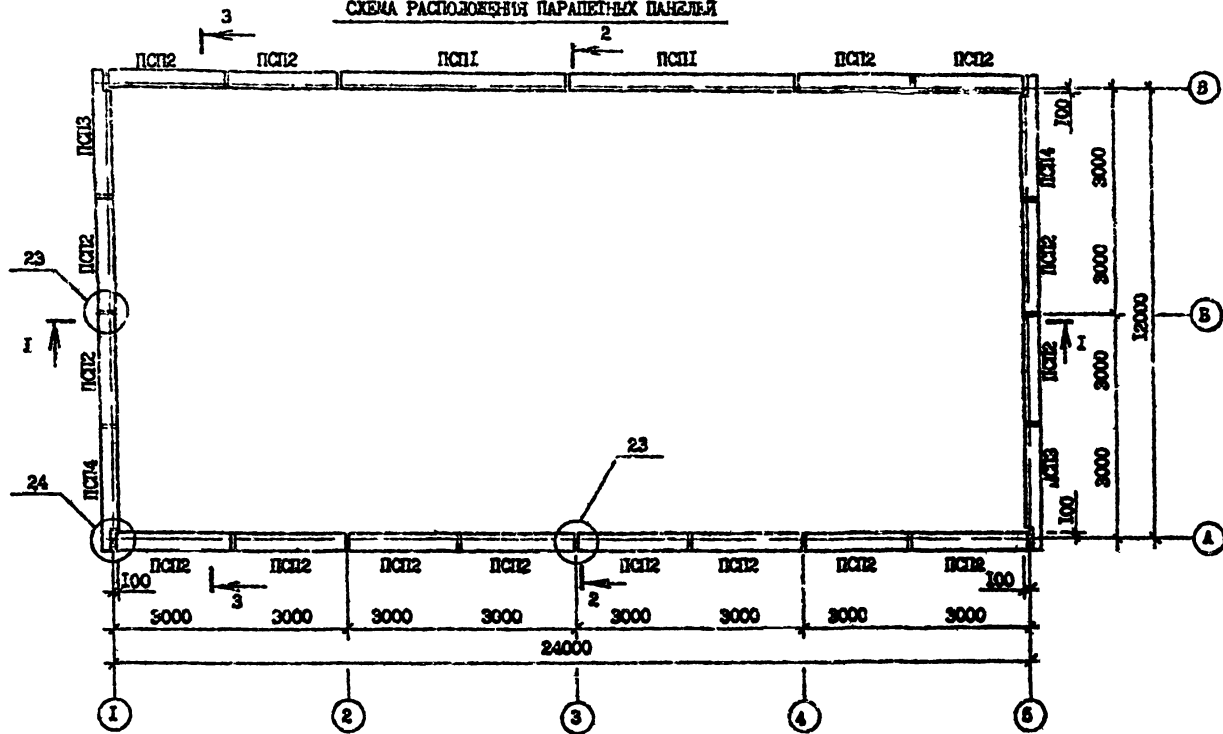 СХЕМА РАСПОЛОЖЕНИЯ ПАРАПЕТНЫХ ПАНЕЛЕЙ
3
2
ПСП2 ПСП2 ПСП1 ПСП1 ПСП2 ПСП2
В
100
ПСП3
ПСП4
3000
ПСП2
ПСП2
3000
12000
23
Б
I
I
ПСП2
ПСП2
3000
23
ПСП4
ПСП3
3000
24
100
А
ПСП2 ПСП2 ПСП2 ПСП2 ПСП2 ПСП2 ПСП2 ПСП2
100
3
2
100
3000 3000 3000 3000 3000 3000 3000 3000
24000
I 2 3 4 5